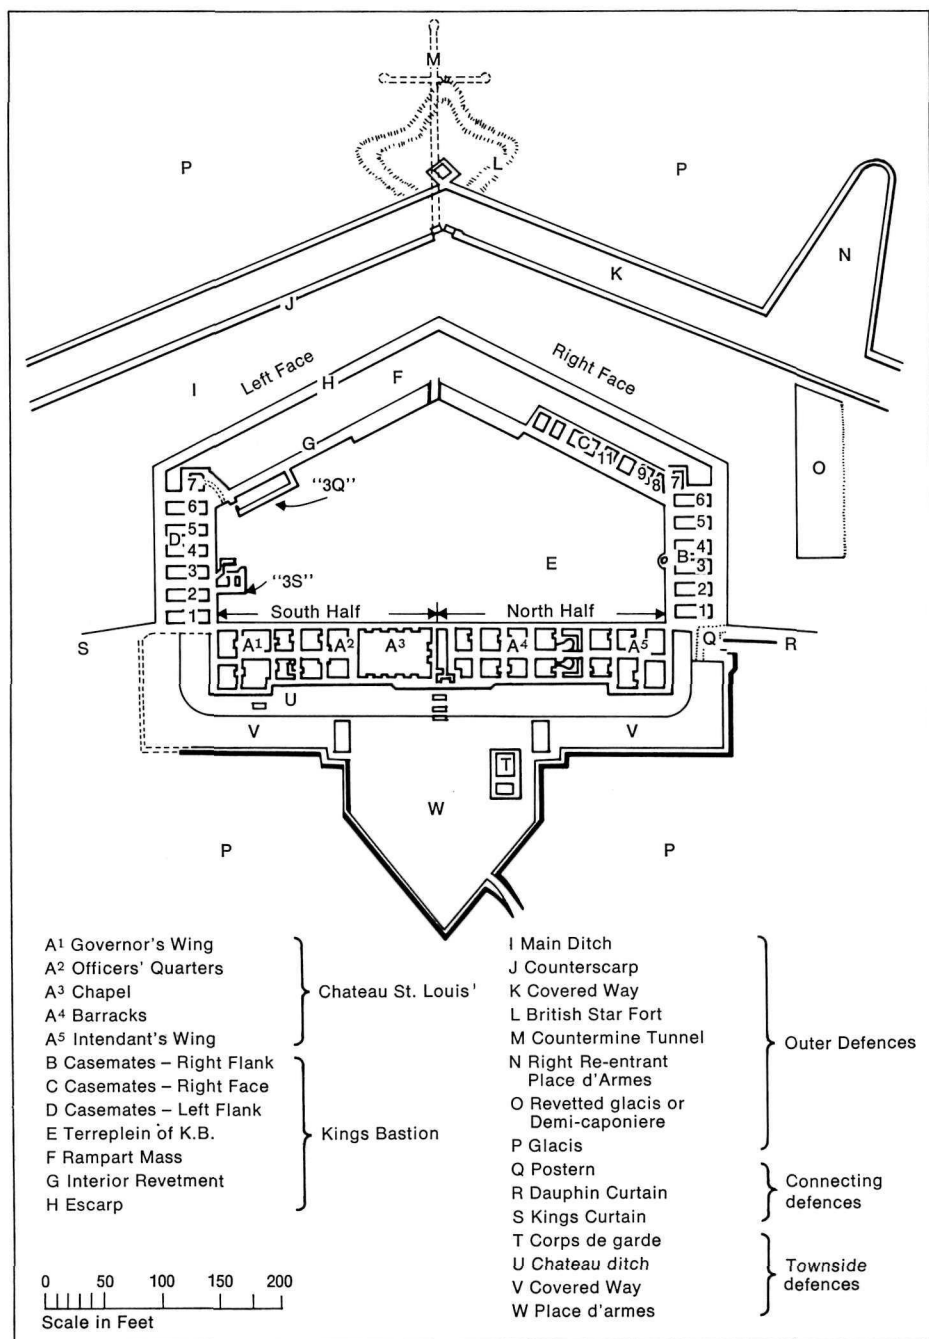 M
P
L
P
N
K
J
Left Face
Right Face
I
H
F
G
C
11
9
8
7
7
O
"3Q"
6
6
5
5
D
4
4
B
3
3
E
"3S"
2
2
1
1
South Half
North Half
S
Q
R
A1
A2
A3
A4
A5
U
V
V
T
W
P
P
A1 Governor's Wing
A2 Officers' Quarters
A3 Chapel
A4 Barracks
A5 Intendant's Wing
Chateau St. Louis'
B Casemates – Right Flank
C Casemates – Right Face
D Casemates – Left Flank
E Terreplein of K.B.
F Rampart Mass
G Interior Revetment
H Escarp
Kings Bastion
0 50 100 150 200
Scale in Feet
I Main Ditch
J Counterscarp
K Covered Way
L British Star Fort
M Countermine Tunnel
N Right Re-entrant
Place d'Armes
O Revetted glacis or
Demi-caponiere
P Glacis
Outer Defences
Q Postern
R Dauphin Curtain
S Kings Curtain
Connecting
defences
T Corps de garde
U Chateau ditch
V Covered Way
W Place d'armes
Townside
defences